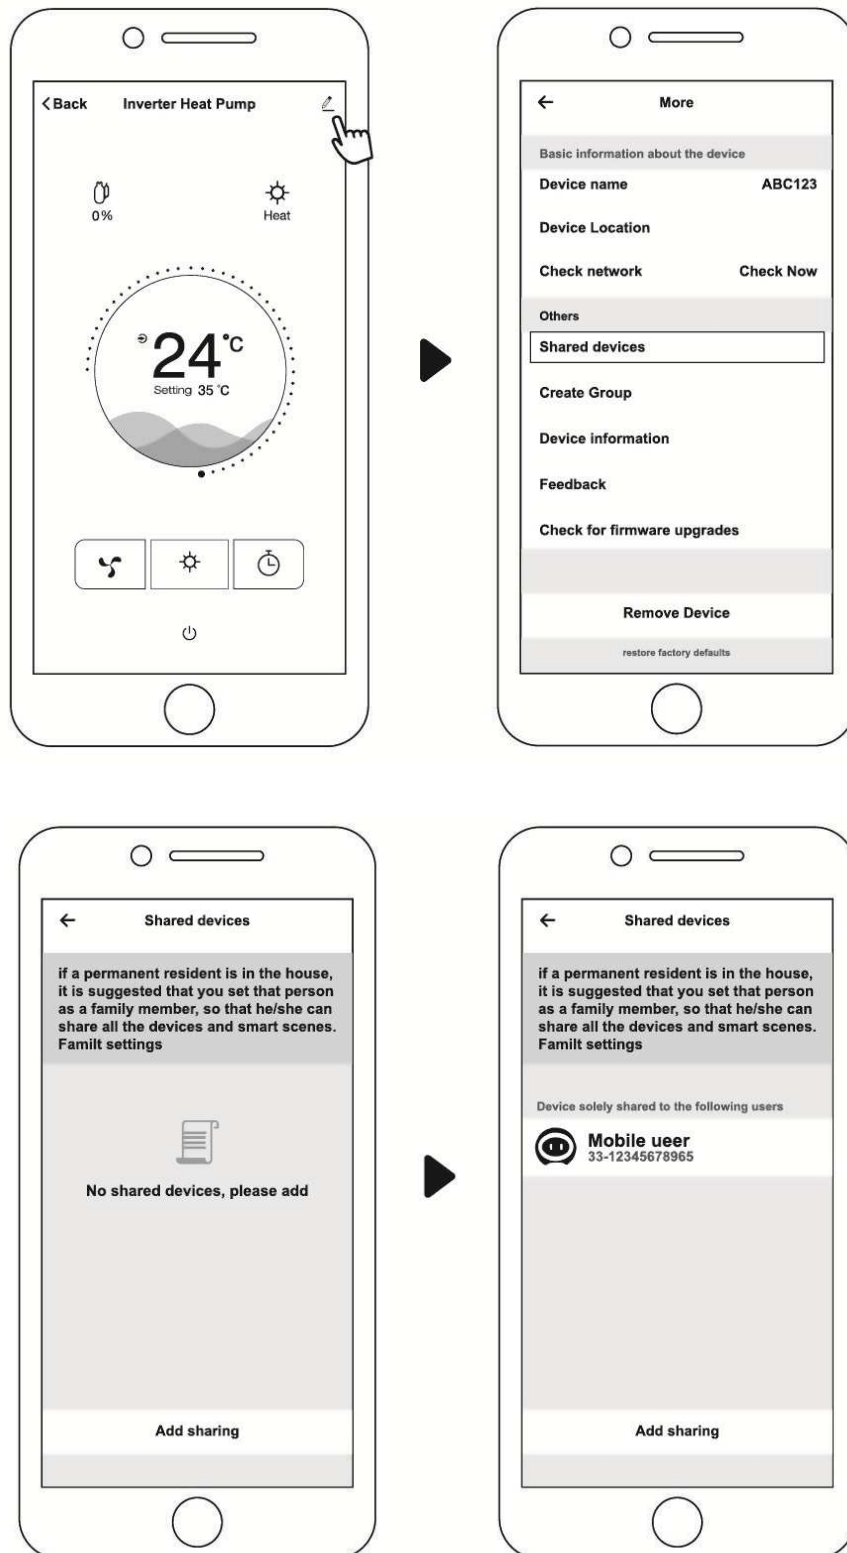 Back Inverter Heat Pump
0%
Heat
24°C
Setting 35 °C
More
Basic information about the device
Device name ABC123
Device Location
Check network Check Now
Others
Shared devices
Create Group
Device information
Feedback
Check for firmware upgrades
Remove Device
restore factory defaults
Shared devices
if a permanent resident is in the house,
it is suggested that you set that person
as a family member, so that he/she can
share all the devices and smart scenes.
Familt settings
No shared devices, please add
Add sharing
Shared devices
if a permanent resident is in the house,
it is suggested that you set that person
as a family member, so that he/she can
share all the devices and smart scenes.
Familt settings
Device solely shared to the following users
Mobile ueer
33-12345678965
Add sharing